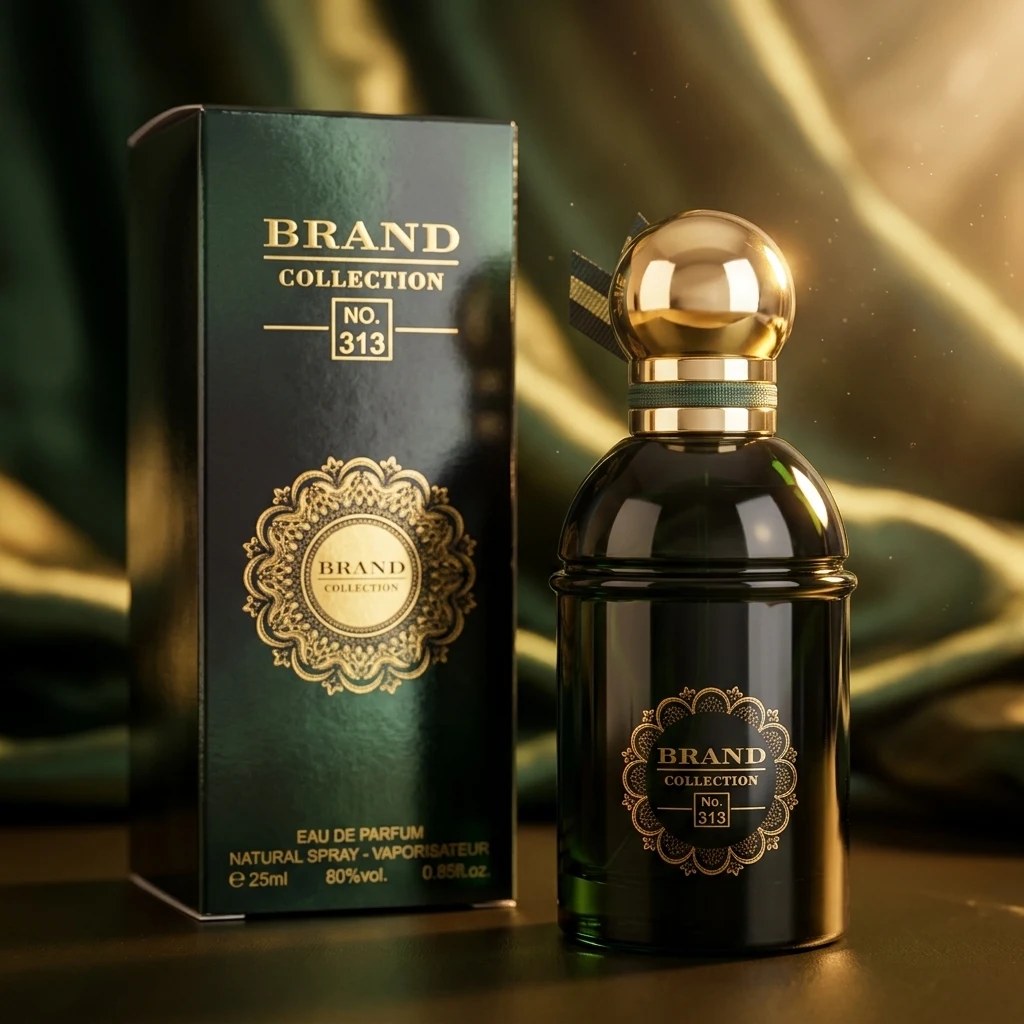 BRAND
COLLECTION
NO.
313
BRAND
COLLECTION
EAU DE PARFUM
NATURAL SPRAY - VAPORISATEUR
℮ 25ml 80%vol. 0.85fl.oz.
BRAND
COLLECTION
No.
313